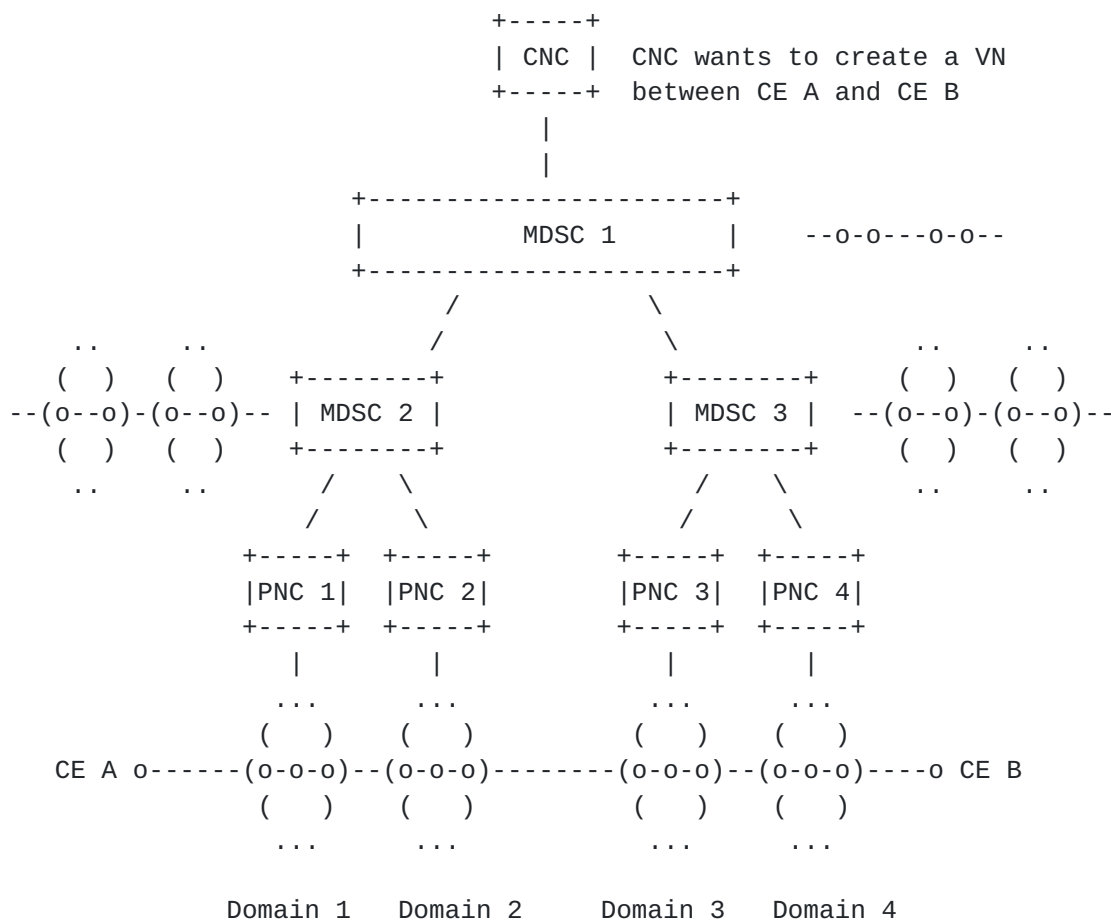 +-----+
| CNC |  CNC wants to create a VN
+-----+  between CE A and CE B
|
|
+-----------------------+
|          MDSC 1       |    --o-o---o-o--
+-----------------------+
/            \
..     ..              /              \               ..     ..
(  )   (  )    +--------+              +--------+     (  )   (  )
--(o--o)-(o--o)-- | MDSC 2 |              | MDSC 3 |  --(o--o)-(o--o)--
(  )   (  )    +--------+              +--------+     (  )   (  )
..     ..       /    \                  /    \        ..     ..
/      \                /      \
+-----+  +-----+        +-----+  +-----+
|PNC 1|  |PNC 2|        |PNC 3|  |PNC 4|
+-----+  +-----+        +-----+  +-----+
|        |              |        |
...      ...            ...      ...
(   )    (   )          (   )    (   )
CE A o------(o-o-o)--(o-o-o)--------(o-o-o)--(o-o-o)----o CE B
(   )    (   )          (   )    (   )
...      ...            ...      ...
Domain 1   Domain 2     Domain 3   Domain 4